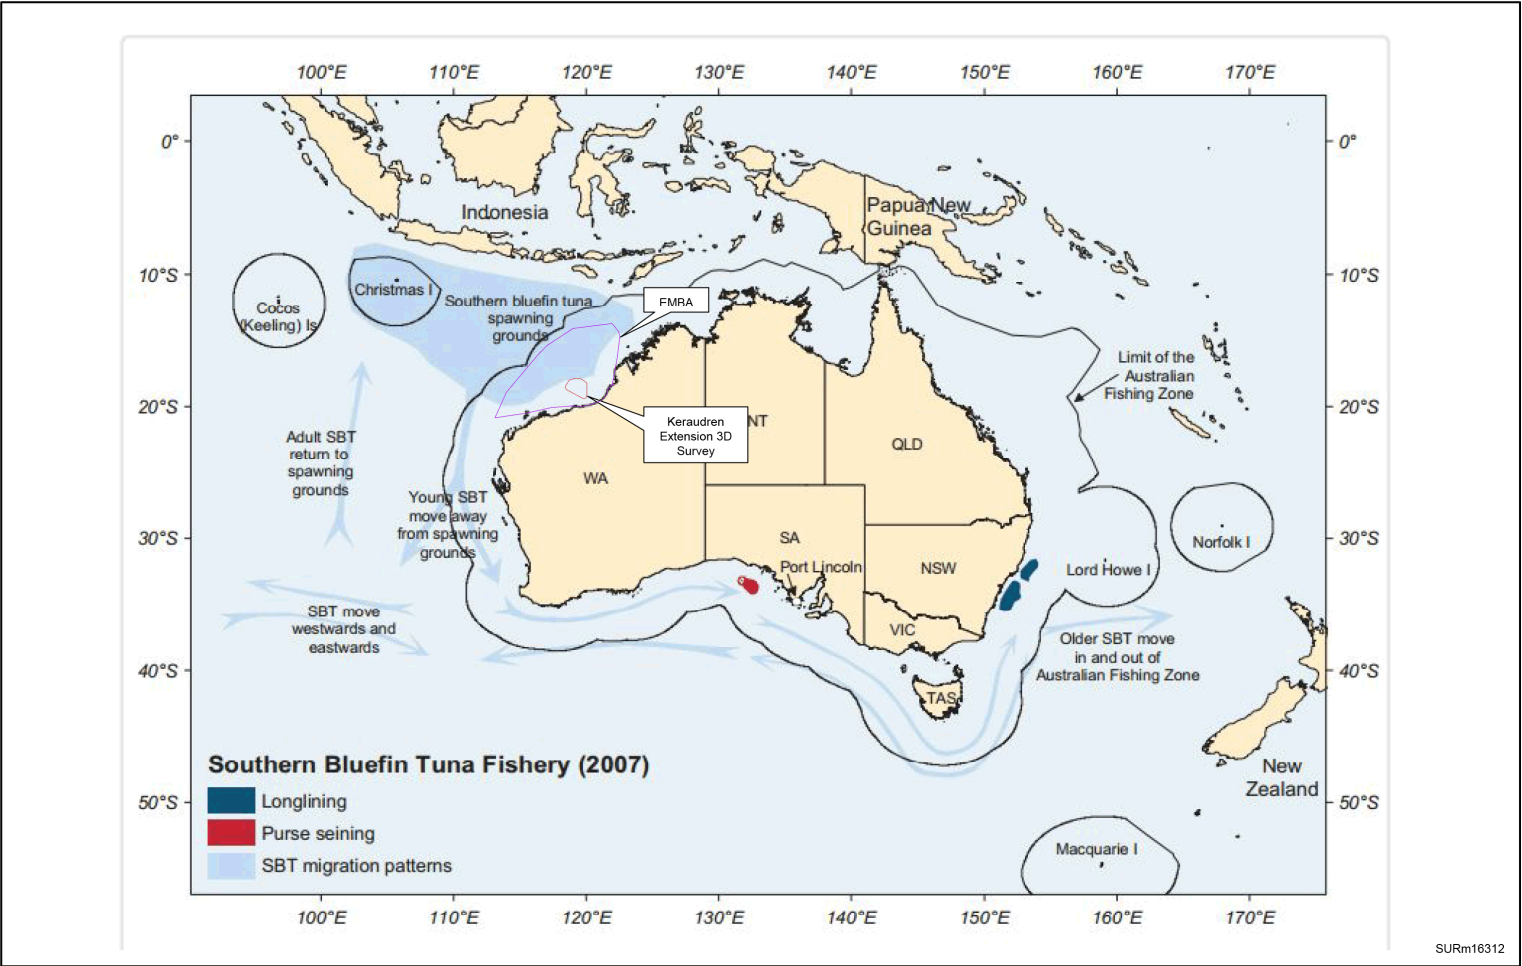 100°E 110°E 120°E 130°E 140°E 150°E 160°E 170°E
0° 0°
Indonesia
Papua New
Guinea
10°S 10°S
Christmas I
Cocos
(Keeling) Is
Southern bluefin tuna
spawning
grounds
EMBA
Limit of the
Australian
Fishing Zone
20°S 20°S
Keraudren
Extension 3D
Survey
NT
QLD
WA
Adult SBT
return to
spawning
grounds
Young SBT
move away
from spawning
grounds
30°S 30°S
SA
Port Lincoln
NSW
Lord Howe I
Norfolk I
SBT move
westwards and
eastwards
VIC
Older SBT move
in and out of
Australian Fishing Zone
40°S 40°S
TAS
New
Zealand
Southern Bluefin Tuna Fishery (2007)
Longlining
Purse seining
SBT migration patterns
50°S 50°S
Macquarie I
100°E 110°E 120°E 130°E 140°E 150°E 160°E 170°E
SURm16312